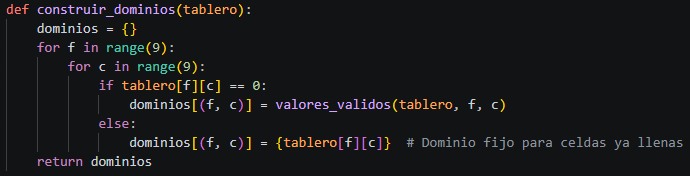 def construir_dominios(tablero):
    dominios = {}
    for f in range(9):
        for c in range(9):
            if tablero[f][c] == 0:
                dominios[(f, c)] = valores_validos(tablero, f, c)
            else:
                dominios[(f, c)] = {tablero[f][c]}  # Dominio fijo para celdas ya llenas
    return dominios